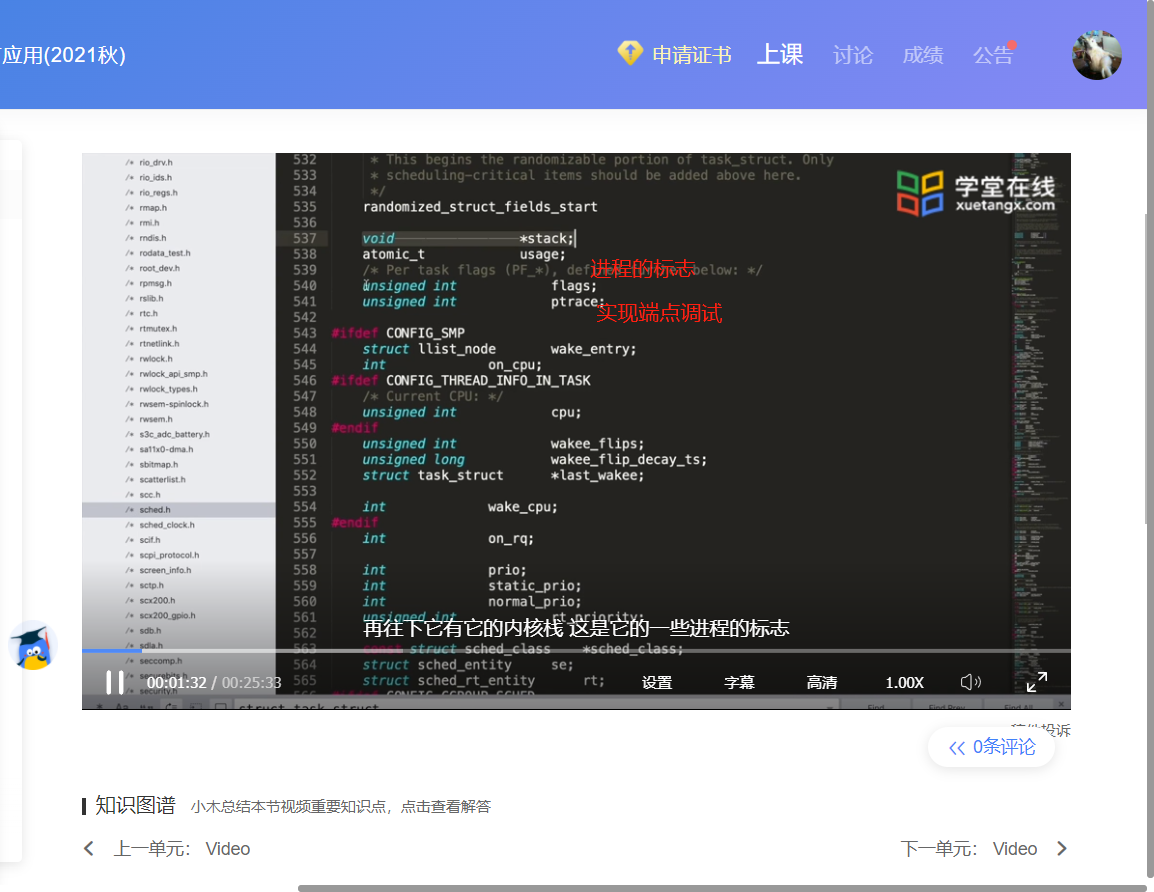 应用(2021秋)
申请证书 上课 讨论 成绩 公告
学堂在线
xuetangx.com
/* rio_drv.h
/* rio_ids.h
/* rio_regs.h
/* rmap.h
/* rmi.h
/* rndis.h
/* rodata_test.h
/* root_dev.h
/* rpmsg.h
/* rslib.h
/* rtc.h
/* rtmutex.h
/* rtnetlink.h
/* rwlock.h
/* rwlock_api_smp.h
/* rwlock_types.h
/* rwsem-spinlock.h
/* rwsem.h
/* s3c_adc_battery.h
/* sa11x0-dma.h
/* sbitmap.h
/* scatterlist.h
/* scc.h
/* sched.h
/* sched_clock.h
/* scif.h
/* scpi_protocol.h
/* screen_info.h
/* sctp.h
/* scx200.h
/* scx200_gpio.h
/* sdb.h
/* sdla.h
/* seccomp.h
/* securebits.h
/* security.h
532 * This begins the randomizable portion of task_struct. Only
533 * scheduling-critical items should be added above here.
534 */
535 randomized_struct_fields_start
536
537 void *stack;
538 atomic_t usage;
539 /* Per task flags (PF_*), below: */
进程的标志
540 unsigned int flags;
541 unsigned int ptrace;
实现端点调试
542
543 #ifdef CONFIG_SMP
544 struct llist_node wake_entry;
545 int on_cpu;
546 #ifdef CONFIG_THREAD_INFO_IN_TASK
547 /* Current CPU: */
548 unsigned int cpu;
549 #endif
550 unsigned int wakee_flips;
551 unsigned long wakee_flip_decay_ts;
552 struct task_struct *last_wakee;
553
554 int wake_cpu;
555 #endif
556 int on_rq;
557
558 int prio;
559 int static_prio;
560 int normal_prio;
561 unsigned int rt_priority;
562
再往下它有它的内核栈 这是它的一些进程的标志
563 const struct sched_class *sched_class;
564 struct sched_entity se;
565 struct sched_rt_entity rt;
566 #ifdef CONFIG_CGROUP_SCHED
00:01:32 / 00:25:33 设置 字幕 高清 1.00X
struct task_struct Find Find Prev Find All
投诉
0条评论
知识图谱 小木总结本节视频重要知识点，点击查看解答
上一单元： Video
下一单元： Video